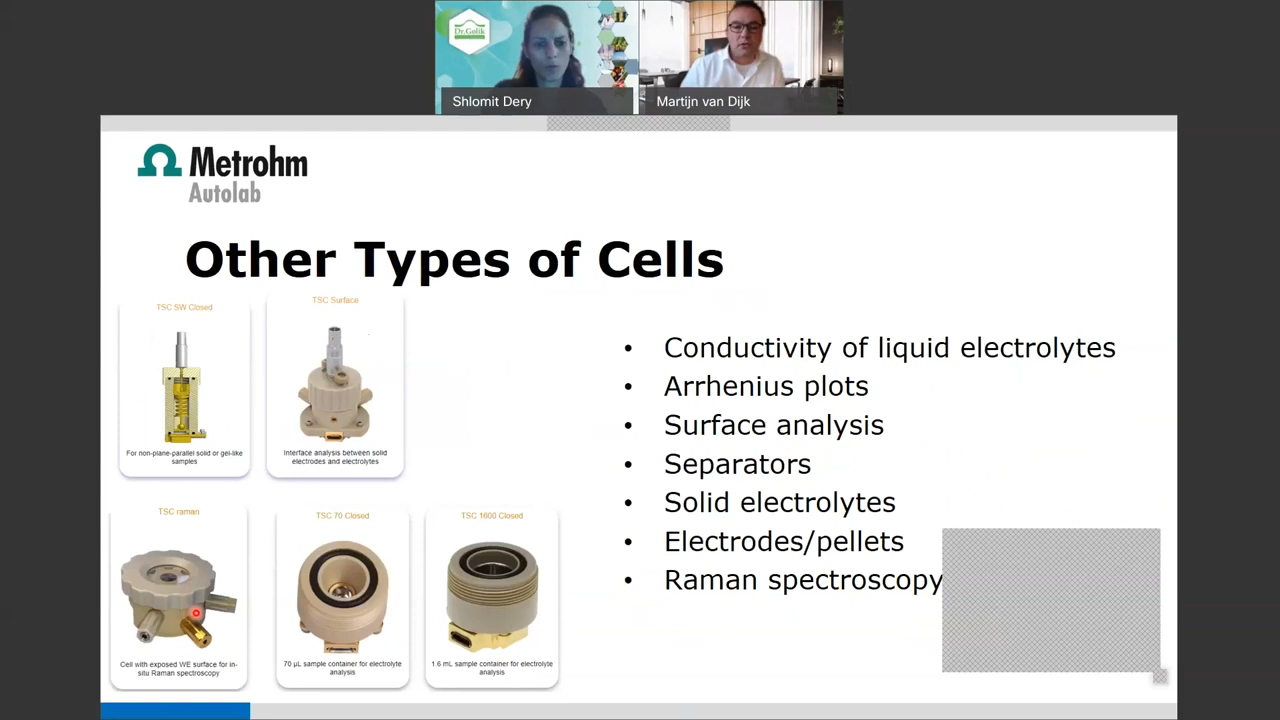 Dr.Golik
Shlomit Dery
Martijn van Dijk
Metrohm
Autolab
Other Types of Cells
TSC SW Closed
For non-plane-parallel solid or gel-like
samples
TSC Surface
Interface analysis between solid
electrodes and electrolytes
TSC raman
Cell with exposed WE surface for in-
situ Raman spectroscopy
TSC 70 Closed
70 µL sample container for electrolyte
analysis
TSC 1600 Closed
1.6 mL sample container for electrolyte
analysis
• Conductivity of liquid electrolytes
• Arrhenius plots
• Surface analysis
• Separators
• Solid electrolytes
• Electrodes/pellets
• Raman spectroscopy